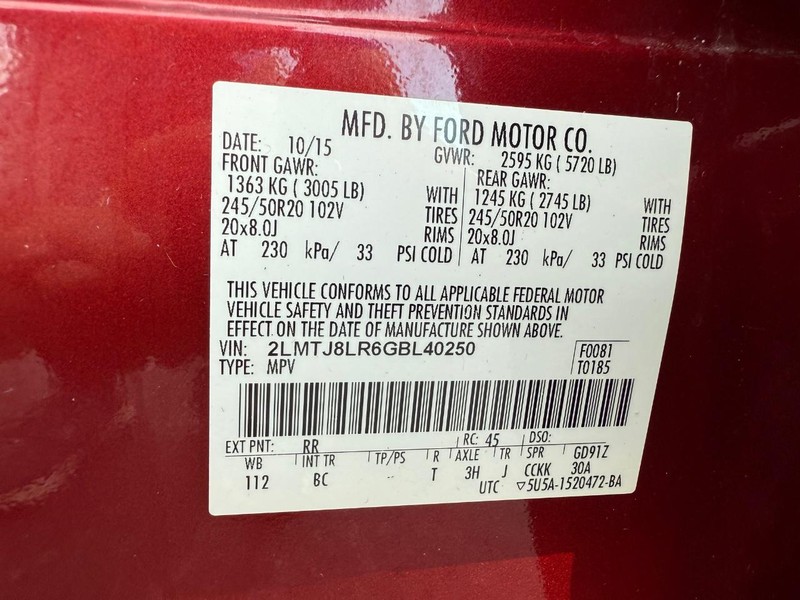 MFD. BY FORD MOTOR CO.
DATE: 10/15 GVWR: 2595 KG ( 5720 LB)
FRONT GAWR: REAR GAWR:
1363 KG ( 3005 LB) WITH 1245 KG ( 2745 LB) WITH
245/50R20 102V TIRES 245/50R20 102V TIRES
20x8.0J RIMS 20x8.0J RIMS
AT 230 kPa/ 33 PSI COLD AT 230 kPa/ 33 PSI COLD
THIS VEHICLE CONFORMS TO ALL APPLICABLE FEDERAL MOTOR
VEHICLE SAFETY AND THEFT PREVENTION STANDARDS IN
EFFECT ON THE DATE OF MANUFACTURE SHOWN ABOVE.
VIN: 2LMTJ8LR6GBL40250 F0081
TYPE: MPV T0185
EXT PNT: RR RC: 45 DSO:
WB INT TR TP/PS R AXLE TR SPR GD91Z
112 BC -- T 3H J CCKK 30A
UTC ▽5U5A-1520472-BA